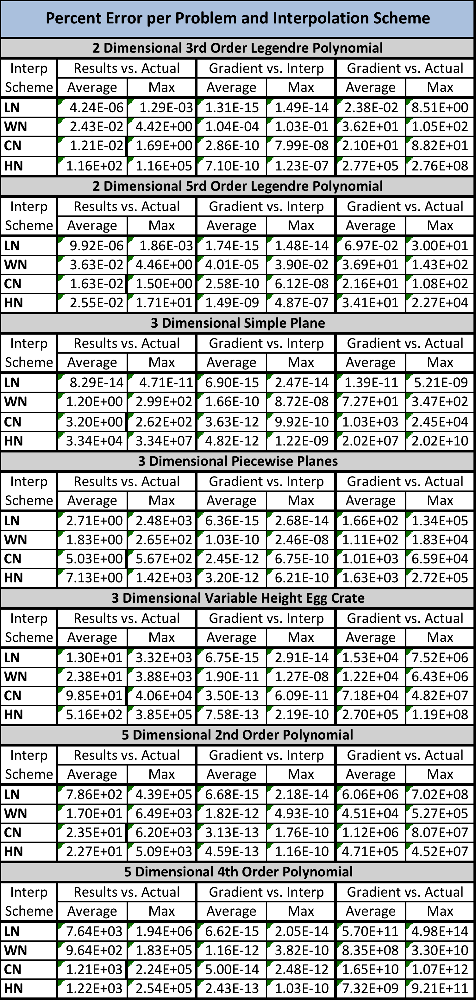 Percent Error per Problem and Interpolation Scheme
2 Dimensional 3rd Order Legendre Polynomial
Interp Results vs. Actual Gradient vs. Interp Gradient vs. Actual
Scheme Average Max Average Max Average Max
LN 4.24E-06 1.29E-03 1.31E-15 1.49E-14 2.38E-02 8.51E+00
WN 2.43E-02 4.42E+00 1.04E-04 1.03E-01 3.62E+01 1.05E+02
CN 1.21E-02 1.69E+00 2.86E-10 7.99E-08 2.10E+01 8.82E+01
HN 1.16E+02 1.16E+05 7.10E-10 1.23E-07 2.77E+05 2.76E+08
2 Dimensional 5rd Order Legendre Polynomial
Interp Results vs. Actual Gradient vs. Interp Gradient vs. Actual
Scheme Average Max Average Max Average Max
LN 9.92E-06 1.86E-03 1.74E-15 1.48E-14 6.97E-02 3.00E+01
WN 3.63E-02 4.46E+00 4.01E-05 3.90E-02 3.69E+01 1.43E+02
CN 1.63E-02 1.50E+00 2.58E-10 6.12E-08 2.16E+01 1.08E+02
HN 2.55E-02 1.71E+01 1.49E-09 4.87E-07 3.41E+01 2.27E+04
3 Dimensional Simple Plane
Interp Results vs. Actual Gradient vs. Interp Gradient vs. Actual
Scheme Average Max Average Max Average Max
LN 8.29E-14 4.71E-11 6.90E-15 2.47E-14 1.39E-11 5.21E-09
WN 1.20E+00 2.99E+02 1.66E-10 8.72E-08 7.27E+01 3.47E+02
CN 3.20E+00 2.62E+02 3.63E-12 9.92E-10 1.03E+03 2.45E+04
HN 3.34E+04 3.34E+07 4.82E-12 1.22E-09 2.02E+07 2.02E+10
3 Dimensional Piecewise Planes
Interp Results vs. Actual Gradient vs. Interp Gradient vs. Actual
Scheme Average Max Average Max Average Max
LN 2.71E+00 2.48E+03 6.36E-15 2.68E-14 1.66E+02 1.34E+05
WN 1.83E+00 2.65E+02 1.03E-10 2.46E-08 1.11E+02 1.83E+04
CN 5.03E+00 5.67E+02 2.45E-12 6.75E-10 1.01E+03 6.59E+04
HN 7.13E+00 1.42E+03 3.20E-12 6.21E-10 1.63E+03 2.72E+05
3 Dimensional Variable Height Egg Crate
Interp Results vs. Actual Gradient vs. Interp Gradient vs. Actual
Scheme Average Max Average Max Average Max
LN 1.30E+01 3.32E+03 6.75E-15 2.91E-14 1.53E+04 7.52E+06
WN 2.38E+01 3.88E+03 1.90E-11 1.27E-08 1.22E+04 6.43E+06
CN 9.85E+01 4.06E+04 3.50E-13 6.09E-11 7.18E+04 4.82E+07
HN 5.16E+02 3.85E+05 7.58E-13 2.19E-10 2.70E+05 1.19E+08
5 Dimensional 2nd Order Polynomial
Interp Results vs. Actual Gradient vs. Interp Gradient vs. Actual
Scheme Average Max Average Max Average Max
LN 7.86E+02 4.39E+05 6.68E-15 2.18E-14 6.06E+06 7.02E+08
WN 1.70E+01 6.49E+03 1.82E-12 4.93E-10 4.51E+04 5.27E+05
CN 2.35E+01 6.20E+03 3.13E-13 1.76E-10 1.12E+06 8.07E+07
HN 2.27E+01 5.09E+03 4.59E-13 1.16E-10 4.71E+05 4.52E+07
5 Dimensional 4th Order Polynomial
Interp Results vs. Actual Gradient vs. Interp Gradient vs. Actual
Scheme Average Max Average Max Average Max
LN 7.64E+03 1.94E+06 6.62E-15 2.05E-14 5.70E+11 4.98E+14
WN 9.64E+02 1.83E+05 1.16E-12 3.82E-10 8.35E+08 3.30E+10
CN 1.21E+03 2.24E+05 5.00E-14 2.48E-12 1.65E+10 1.07E+12
HN 1.22E+03 2.54E+05 2.43E-13 1.03E-10 7.32E+09 9.21E+11